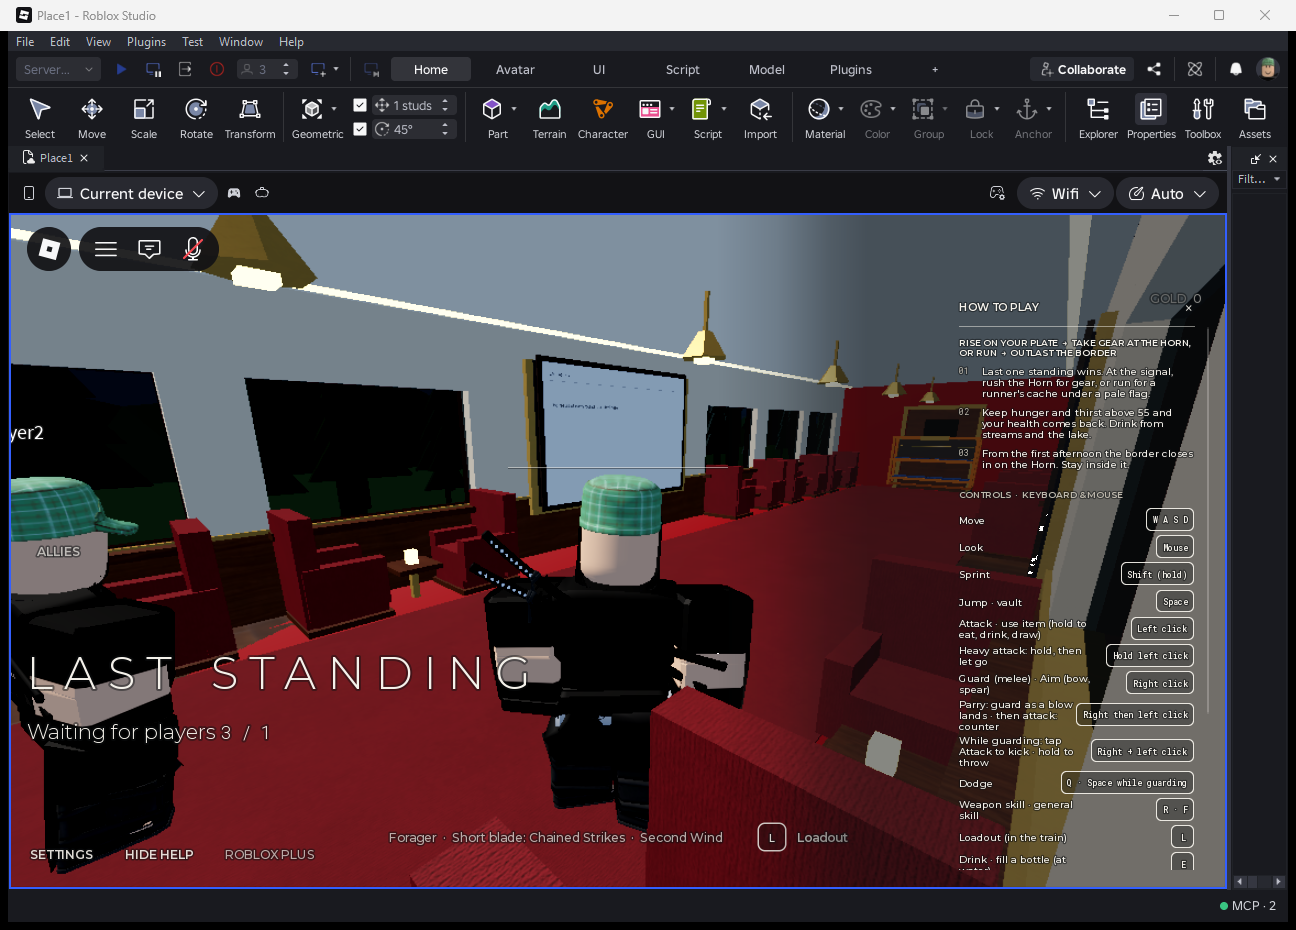 Place1 - Roblox Studio
File Edit View Plugins Test Window Help
Server... 3 Home Avatar UI Script Model Plugins + Collaborate
1 studs
45°
Select Move Scale Rotate Transform Geometric Part Terrain Character GUI Script Import Material Color Group Lock Anchor Explorer Properties Toolbox Assets
Place1
Filt...
Current device Wifi Auto
GOLD 0
HOW TO PLAY ×
RISE ON YOUR PLATE → TAKE GEAR AT THE HORN,
OR RUN → OUTLAST THE BORDER
01 Last one standing wins. At the signal,
rush the Horn for gear, or run for a
runner's cache under a pale flag.
02 Keep hunger and thirst above 55 and
your health comes back. Drink from
streams and the lake.
03 From the first afternoon the border closes
in on the Horn. Stay inside it.
CONTROLS · KEYBOARD & MOUSE
Move W A S D
Look Mouse
Sprint Shift (hold)
Jump · vault Space
Attack · use item (hold to
eat, drink, draw) Left click
Heavy attack: hold, then
let go Hold left click
Guard (melee) · Aim (bow,
spear) Right click
Parry: guard as a blow
lands · then attack:
counter Right then left click
While guarding: tap
Attack to kick · hold to
throw Right + left click
Dodge Q · Space while guarding
Weapon skill · general
skill R · F
Loadout (in the train) L
Drink · fill a bottle (at
water) E
yer2
ALLIES
LAST STANDING
Waiting for players 3 / 1
Forager · Short blade: Chained Strikes · Second Wind L Loadout
SETTINGS HIDE HELP ROBLOX PLUS
MCP · 2